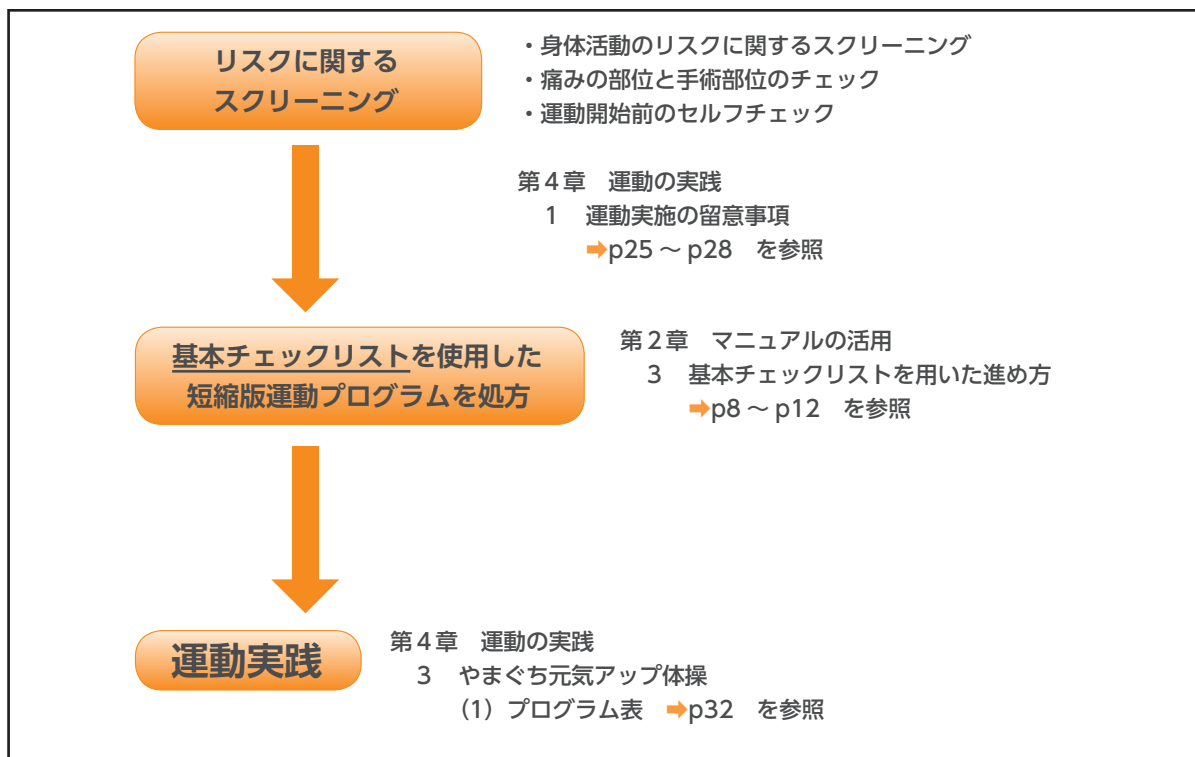 リスクに関する
スクリーニング
・身体活動のリスクに関するスクリーニング
・痛みの部位と手術部位のチェック
・運動開始前のセルフチェック
第4章　運動の実践
1　運動実施の留意事項
➡p25 ～ p28　を参照
基本チェックリストを使用した
短縮版運動プログラムを処方
第2章　マニュアルの活用
3　基本チェックリストを用いた進め方
➡p8 ～ p12　を参照
運動実践
第4章　運動の実践
3　やまぐち元気アップ体操
（1）プログラム表　➡p32　を参照